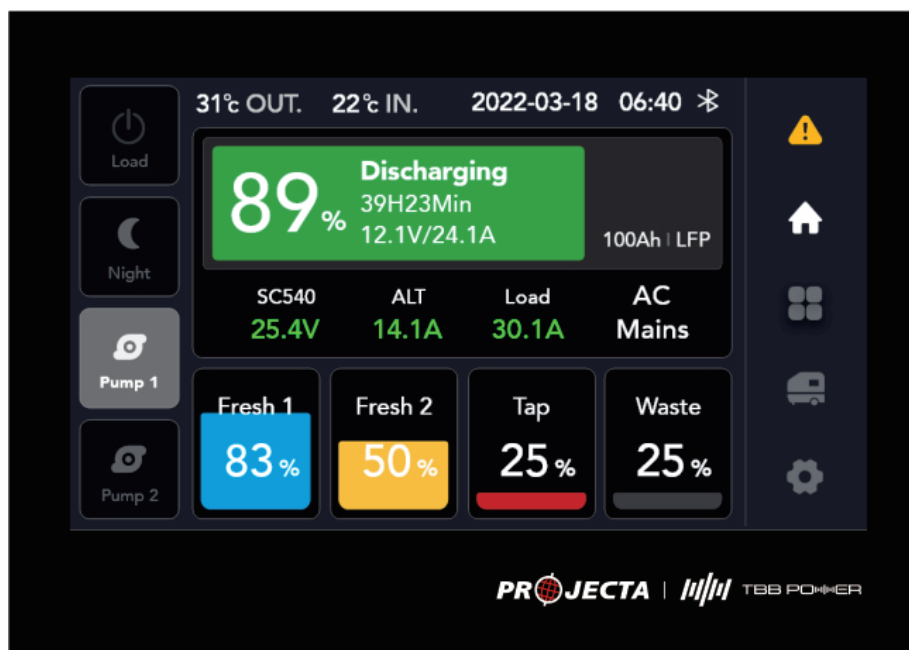 31°c OUT. 22°c IN. 2022-03-18 06:40
Load
89% Discharging
39H23Min
12.1V/24.1A
100Ah | LFP
Night
SC540 ALT Load AC
25.4V 14.1A 30.1A Mains
Pump 1
Fresh 1 Fresh 2 Tap Waste
83% 50% 25% 25%
Pump 2
PROJECTA | TBB POWER